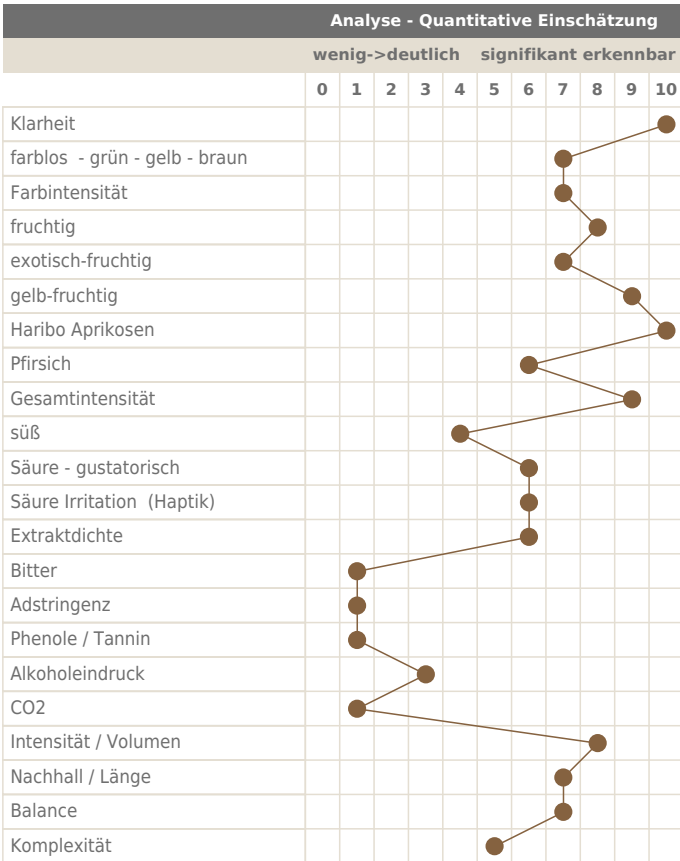 Analyse - Quantitative Einschätzung
wenig->deutlich signifikant erkennbar
0 1 2 3 4 5 6 7 8 9 10
Klarheit
farblos - grün - gelb - braun
Farbintensität
fruchtig
exotisch-fruchtig
gelb-fruchtig
Haribo Aprikosen
Pfirsich
Gesamtintensität
süß
Säure - gustatorisch
Säure Irritation (Haptik)
Extraktdichte
Bitter
Adstringenz
Phenole / Tannin
Alkoholeindruck
CO2
Intensität / Volumen
Nachhall / Länge
Balance
Komplexität